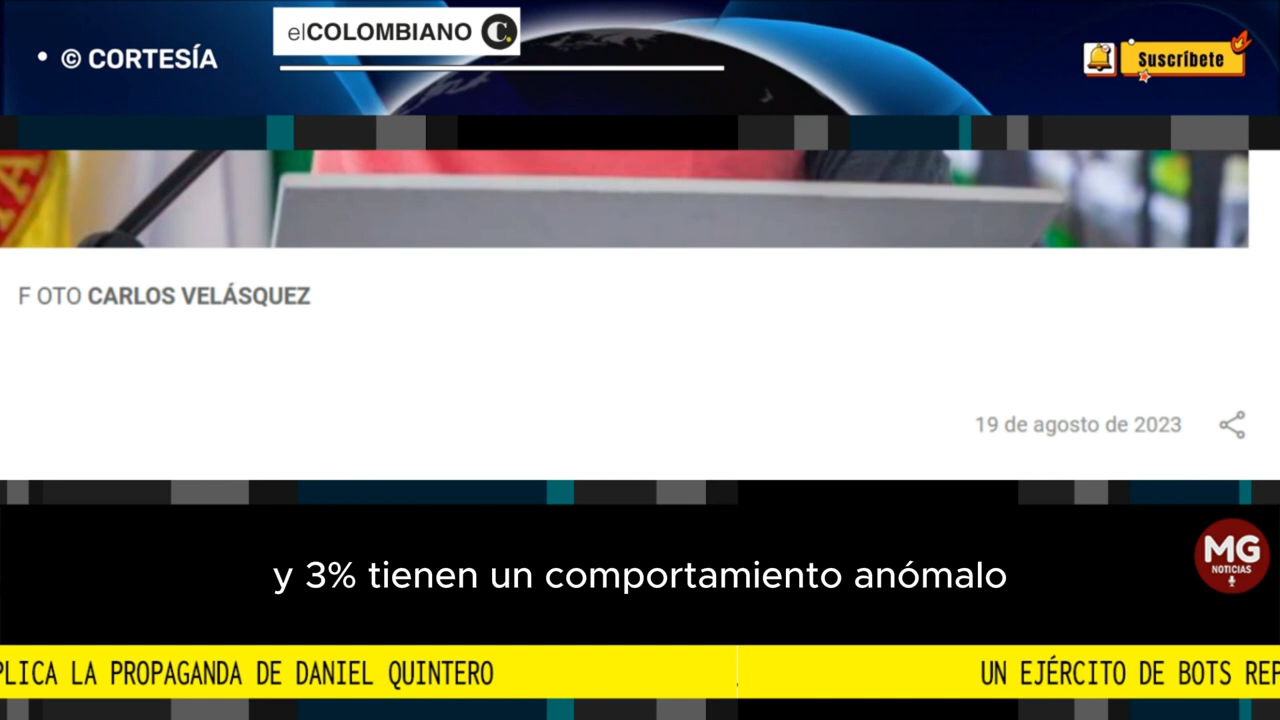 elCOLOMBIANO C.
• © CORTESÍA
Suscríbete
F OTO CARLOS VELÁSQUEZ
19 de agosto de 2023
y 3% tienen un comportamiento anómalo
MG
NOTICIAS
PLICA LA PROPAGANDA DE DANIEL QUINTERO
UN EJÉRCITO DE BOTS REP